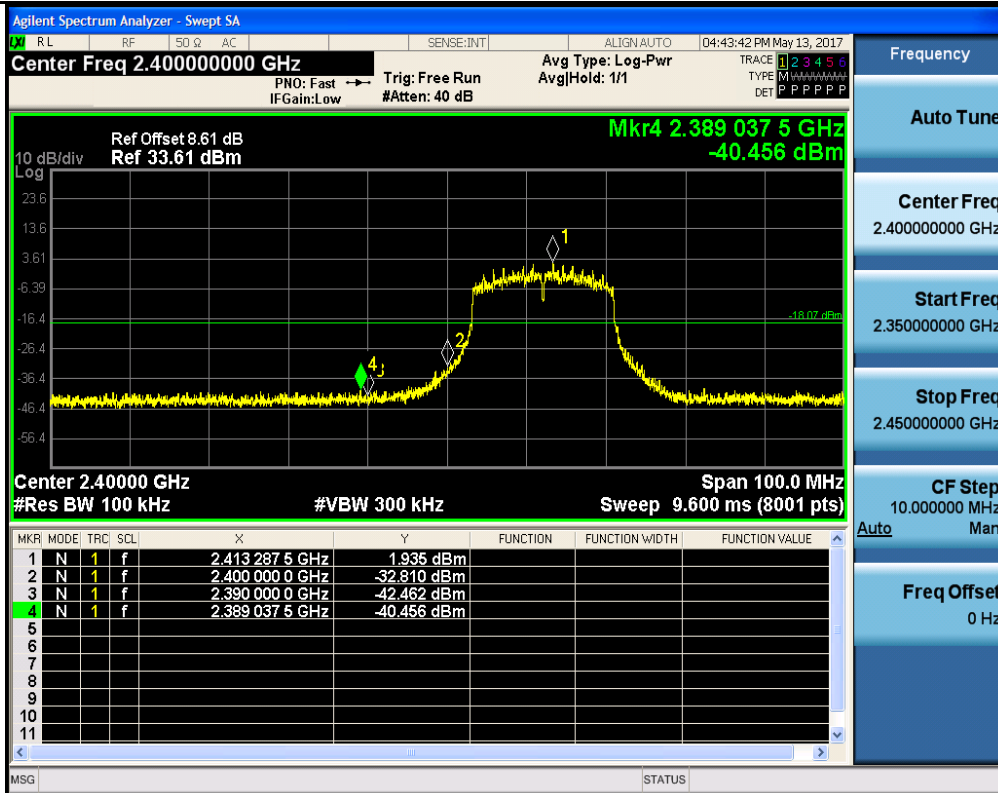 Agilent Spectrum Analyzer - Swept SA
LXI RL RF 50 Ω AC SENSE:INT ALIGN AUTO 04:43:42 PM May 13, 2017
Center Freq 2.400000000 GHz
PNO: Fast
IFGain:Low
Trig: Free Run
#Atten: 40 dB
Avg Type: Log-Pwr
Avg|Hold: 1/1
TRACE 1 2 3 4 5 6
TYPE M
DET P P P P P P
Ref Offset 8.61 dB
10 dB/div Ref 33.61 dBm
Log
Mkr4 2.389 037 5 GHz
-40.456 dBm
23.6
13.6
3.61
-6.39
-16.4
-26.4
-36.4
-46.4
-56.4
1
2
4
-18.07 dBm
Center 2.40000 GHz Span 100.0 MHz
#Res BW 100 kHz #VBW 300 kHz Sweep 9.600 ms (8001 pts)
MKR MODE TRC SCL X Y FUNCTION FUNCTION WIDTH FUNCTION VALUE
1 N 1 f 2.413 287 5 GHz 1.935 dBm
2 N 1 f 2.400 000 0 GHz -32.810 dBm
3 N 1 f 2.390 000 0 GHz -42.462 dBm
4 N 1 f 2.389 037 5 GHz -40.456 dBm
5
6
7
8
9
10
11
MSG STATUS
Frequency
Auto Tune
Center Freq
2.400000000 GHz
Start Freq
2.350000000 GHz
Stop Freq
2.450000000 GHz
CF Step
10.000000 MHz
Auto Man
Freq Offset
0 Hz